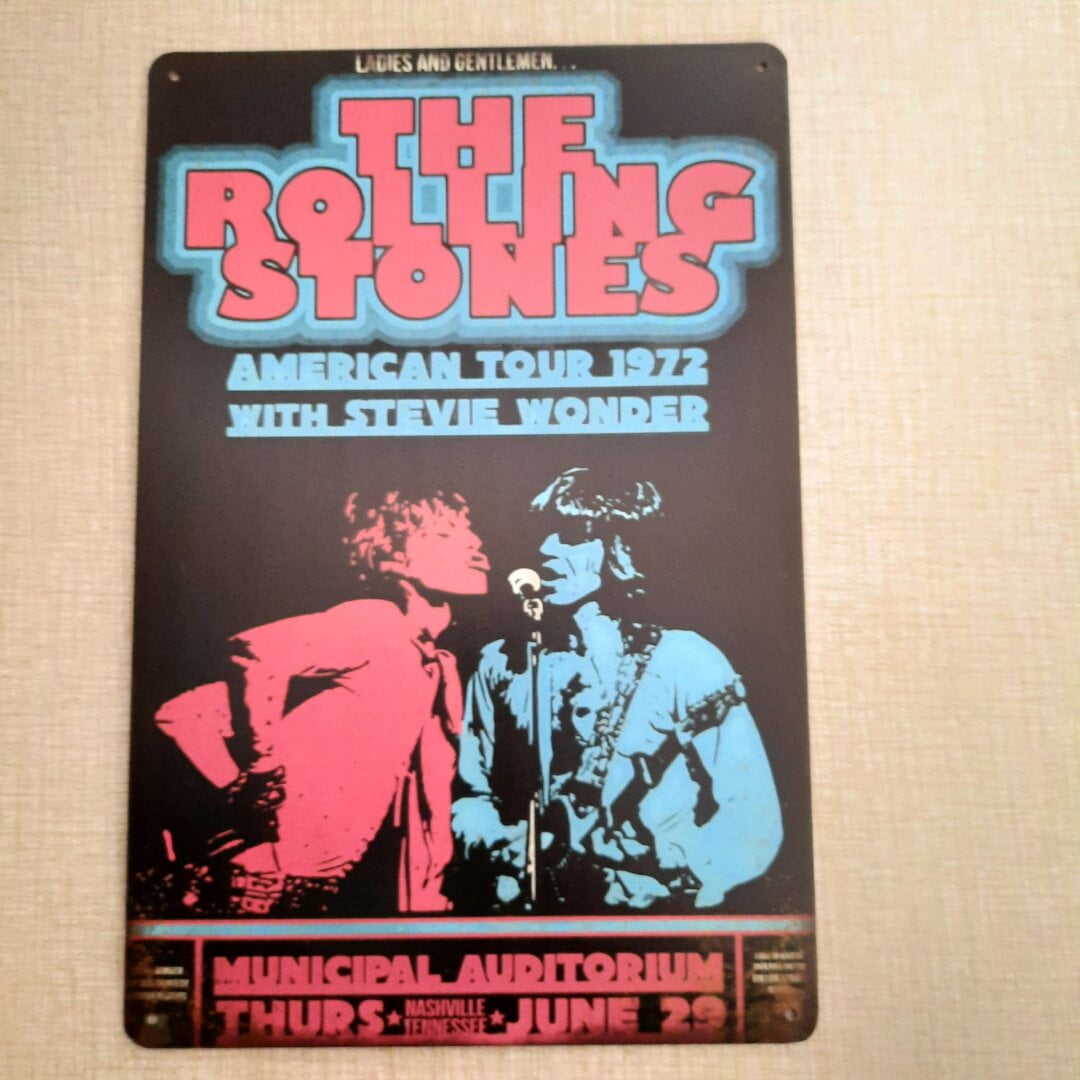 LADIES AND GENTLEMEN...
THE
ROLLING
STONES
AMERICAN TOUR 1972
WITH STEVIE WONDER
MUNICIPAL AUDITORIUM
THURS★NASHVILLE TENNESSEE★JUNE 29